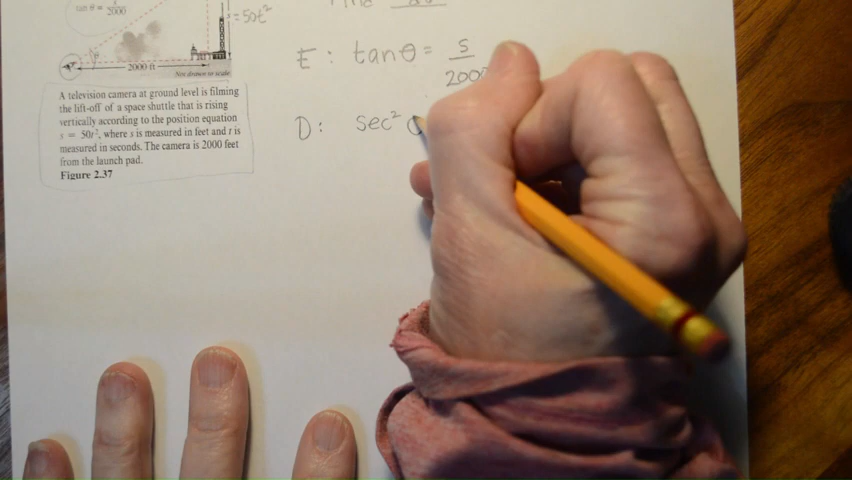 tan θ = s/2000
s = 50t²
2000 ft
Not drawn to scale
A television camera at ground level is filming
the lift-off of a space shuttle that is rising
vertically according to the position equation
s = 50t², where s is measured in feet and t is
measured in seconds. The camera is 2000 feet
from the launch pad.
Figure 2.37
E : tanθ = s
2000
D : sec²